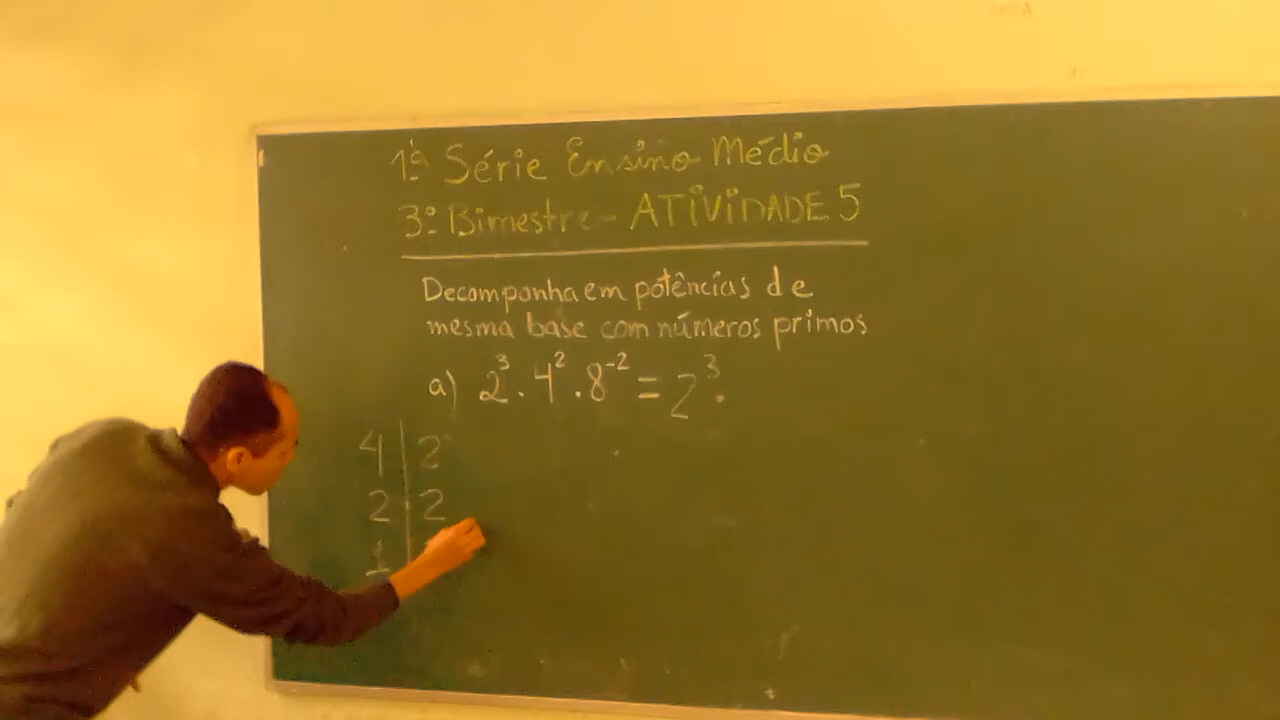 1ª Série Ensino Médio
3º Bimestre - ATIVIDADE 5
Decomponha em potências de
mesma base com números primos
a) 2³ . 4² . 8⁻² = 2³ .
4 | 2
2 | 2
1 |